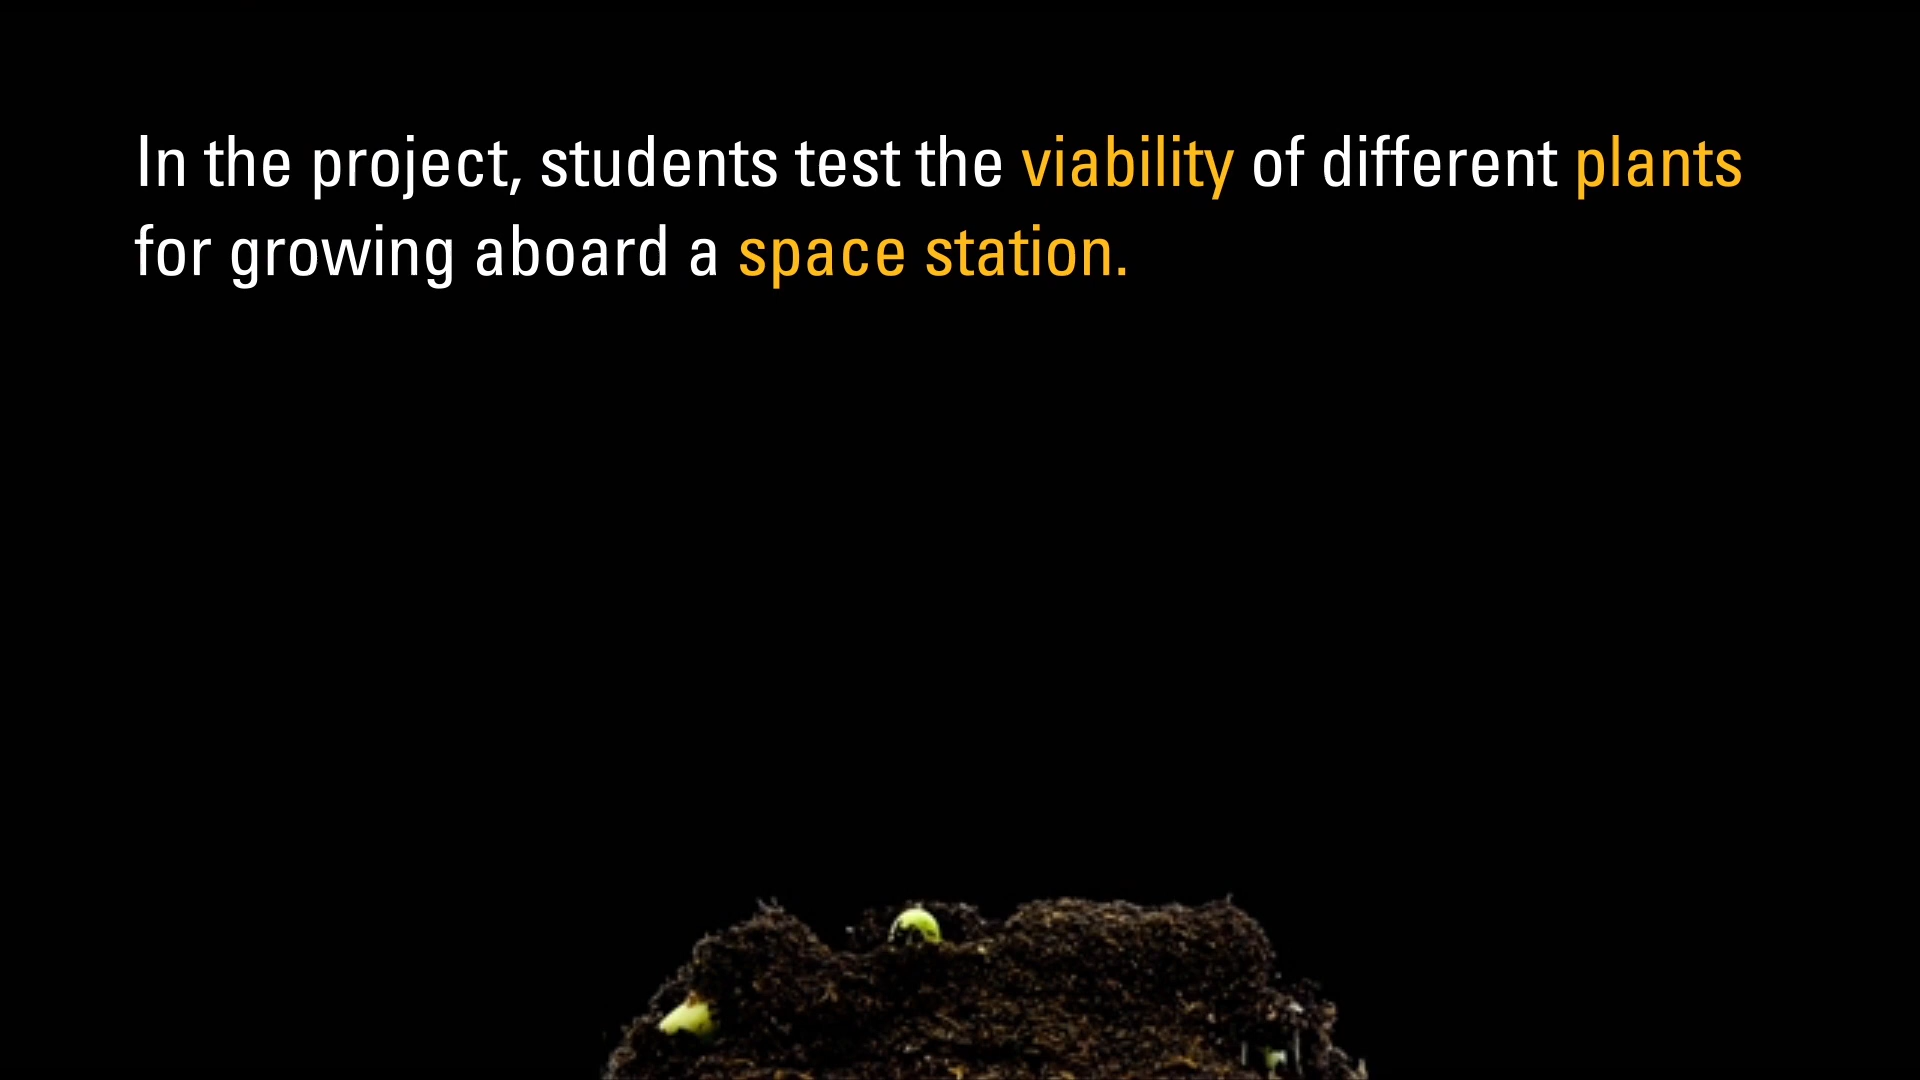 In the project, students test the viability of different plants
for growing aboard a space station.